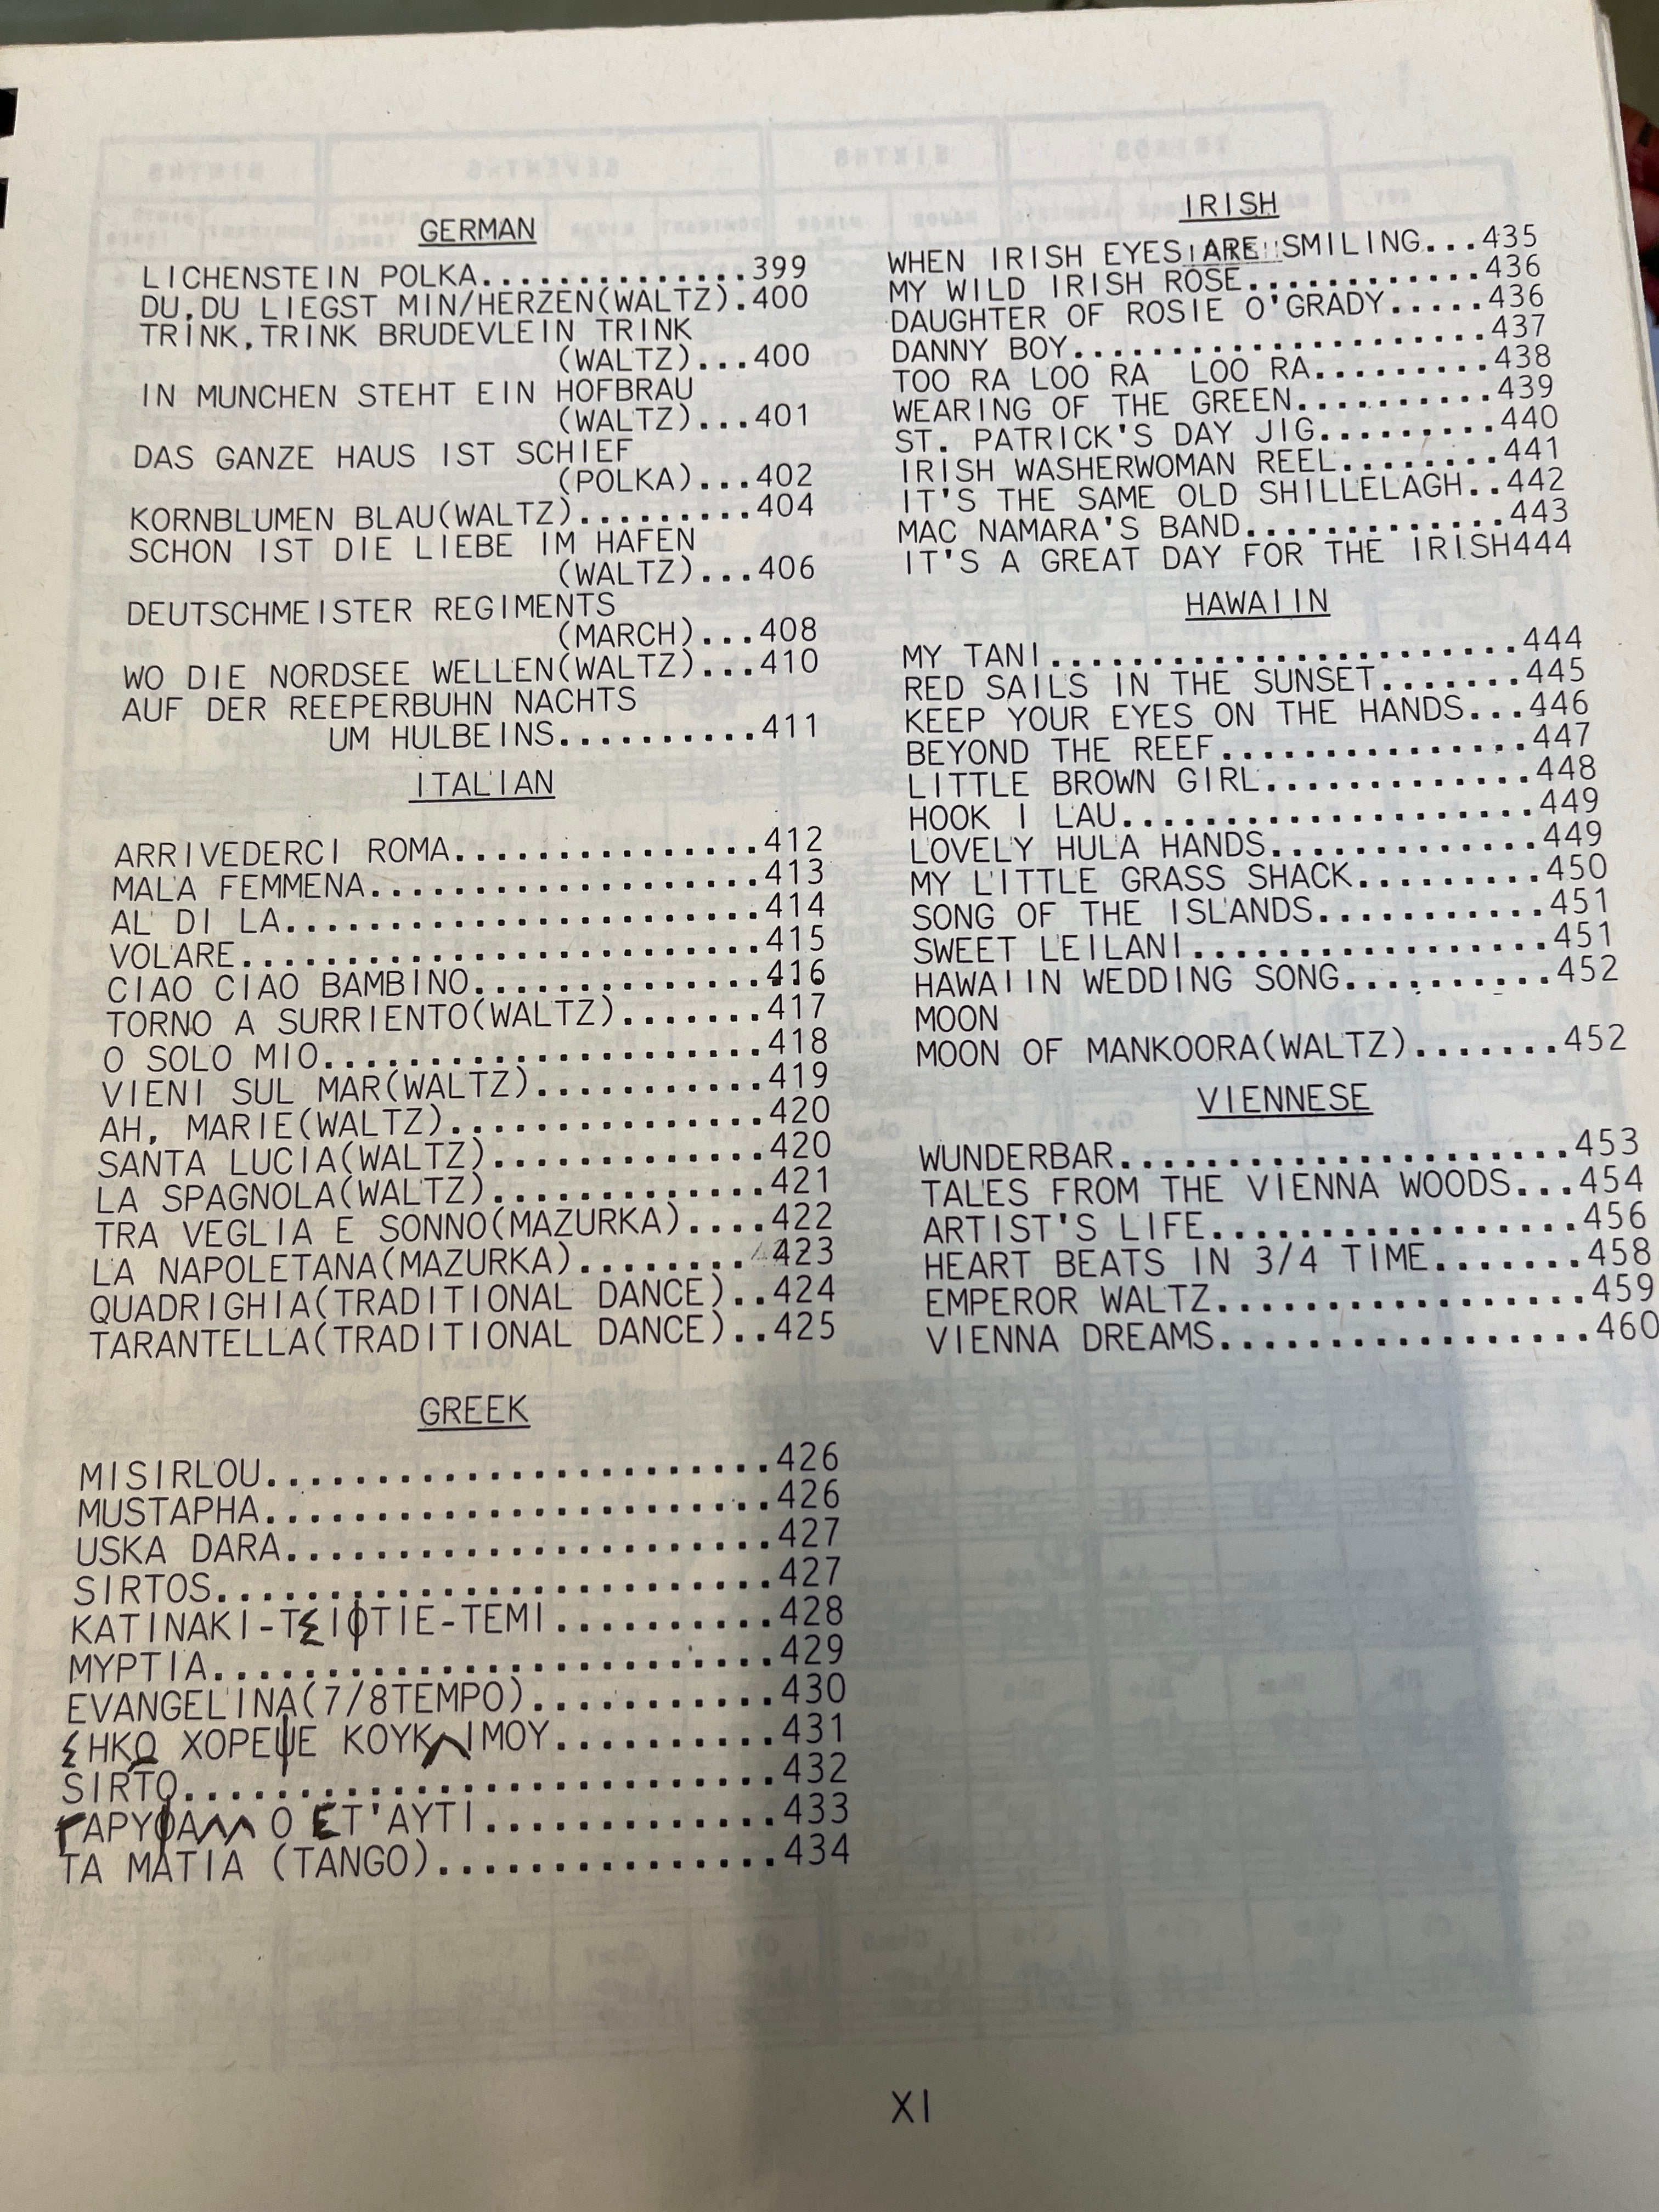 GERMAN
LICHENSTEIN POLKA..............399
DU,DU LIEGST MIN/HERZEN(WALTZ).400
TRINK,TRINK BRUDEVLEIN TRINK
(WALTZ)...400
IN MUNCHEN STEHT EIN HOFBRAU
(WALTZ)...401
DAS GANZE HAUS IST SCHIEF
(POLKA)...402
KORNBLUMEN BLAU(WALTZ).........404
SCHON IST DIE LIEBE IM HAFEN
(WALTZ)...406
DEUTSCHMEISTER REGIMENTS
(MARCH)...408
WO DIE NORDSEE WELLEN(WALTZ)...410
AUF DER REEPERBUHN NACHTS
UM HULBEINS..........411
ITALIAN
ARRIVEDERCI ROMA...............412
MALA FEMMENA...................413
AL DI LA.......................414
VOLARE.........................415
CIAO CIAO BAMBINO..............416
TORNO A SURRIENTO(WALTZ).......417
O SOLO MIO.....................418
VIENI SUL MAR(WALTZ)...........419
AH, MARIE(WALTZ)...............420
SANTA LUCIA(WALTZ).............420
LA SPAGNOLA(WALTZ).............421
TRA VEGLIA E SONNO(MAZURKA)....422
LA NAPOLETANA(MAZURKA).........423
QUADRIGHIA(TRADITIONAL DANCE)..424
TARANTELLA(TRADITIONAL DANCE)..425
GREEK
MISIRLOU.......................426
MUSTAPHA.......................426
USKA DARA......................427
SIRTOS.........................427
KATINAKI-TΣIφTIE-TEMI..........428
MYPTIA.........................429
EVANGELINA(7/8TEMPO)...........430
ΣHKΩ XOPEΨE KOYKΛIMOY..........431
SIRTO..........................432
ΓAPYφAΛΛ O ET'AYTI.............433
TA MATIA (TANGO)...............434
IRISH
WHEN IRISH EYES ARE SMILING...435
MY WILD IRISH ROSE............436
DAUGHTER OF ROSIE O'GRADY.....436
DANNY BOY.....................437
TOO RA LOO RA LOO RA.........438
WEARING OF THE GREEN..........439
ST. PATRICK'S DAY JIG.........440
IRISH WASHERWOMAN REEL........441
IT'S THE SAME OLD SHILLELAGH..442
MAC NAMARA'S BAND.............443
IT'S A GREAT DAY FOR THE IRISH444
HAWAIIN
MY TANI.......................444
RED SAILS IN THE SUNSET.......445
KEEP YOUR EYES ON THE HANDS...446
BEYOND THE REEF...............447
LITTLE BROWN GIRL.............448
HOOK I LAU....................449
LOVELY HULA HANDS.............449
MY LITTLE GRASS SHACK.........450
SONG OF THE ISLANDS...........451
SWEET LEILANI.................451
HAWAIIN WEDDING SONG..........452
MOON
MOON OF MANKOORA(WALTZ).......452
VIENNESE
WUNDERBAR.....................453
TALES FROM THE VIENNA WOODS...454
ARTIST'S LIFE.................456
HEART BEATS IN 3/4 TIME.......458
EMPEROR WALTZ.................459
VIENNA DREAMS.................460
XI